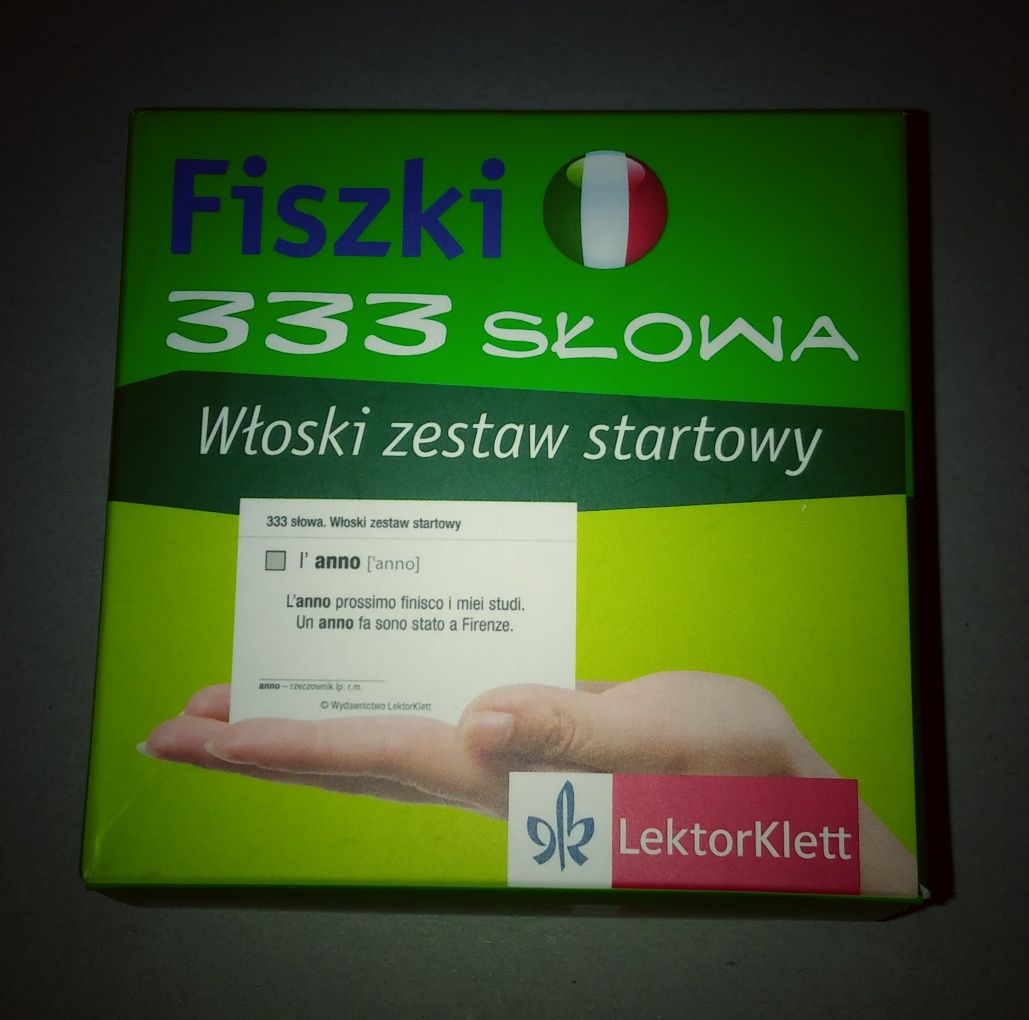 Fiszki
333 SŁOWA
Włoski zestaw startowy
333 słowa. Włoski zestaw startowy
l' anno ['anno]
L'anno prossimo finisco i miei studi.
Un anno fa sono stato a Firenze.
anno – rzeczownik lp. r.m.
© Wydawnictwo LektorKlett
LektorKlett